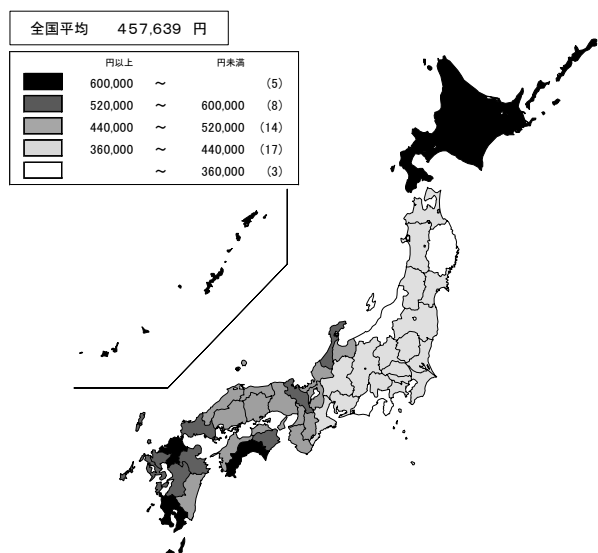 全国平均　457,639　円
円以上　円未満
600,000　～　(5)
520,000　～　600,000　(8)
440,000　～　520,000　(14)
360,000　～　440,000　(17)
～　360,000　(3)